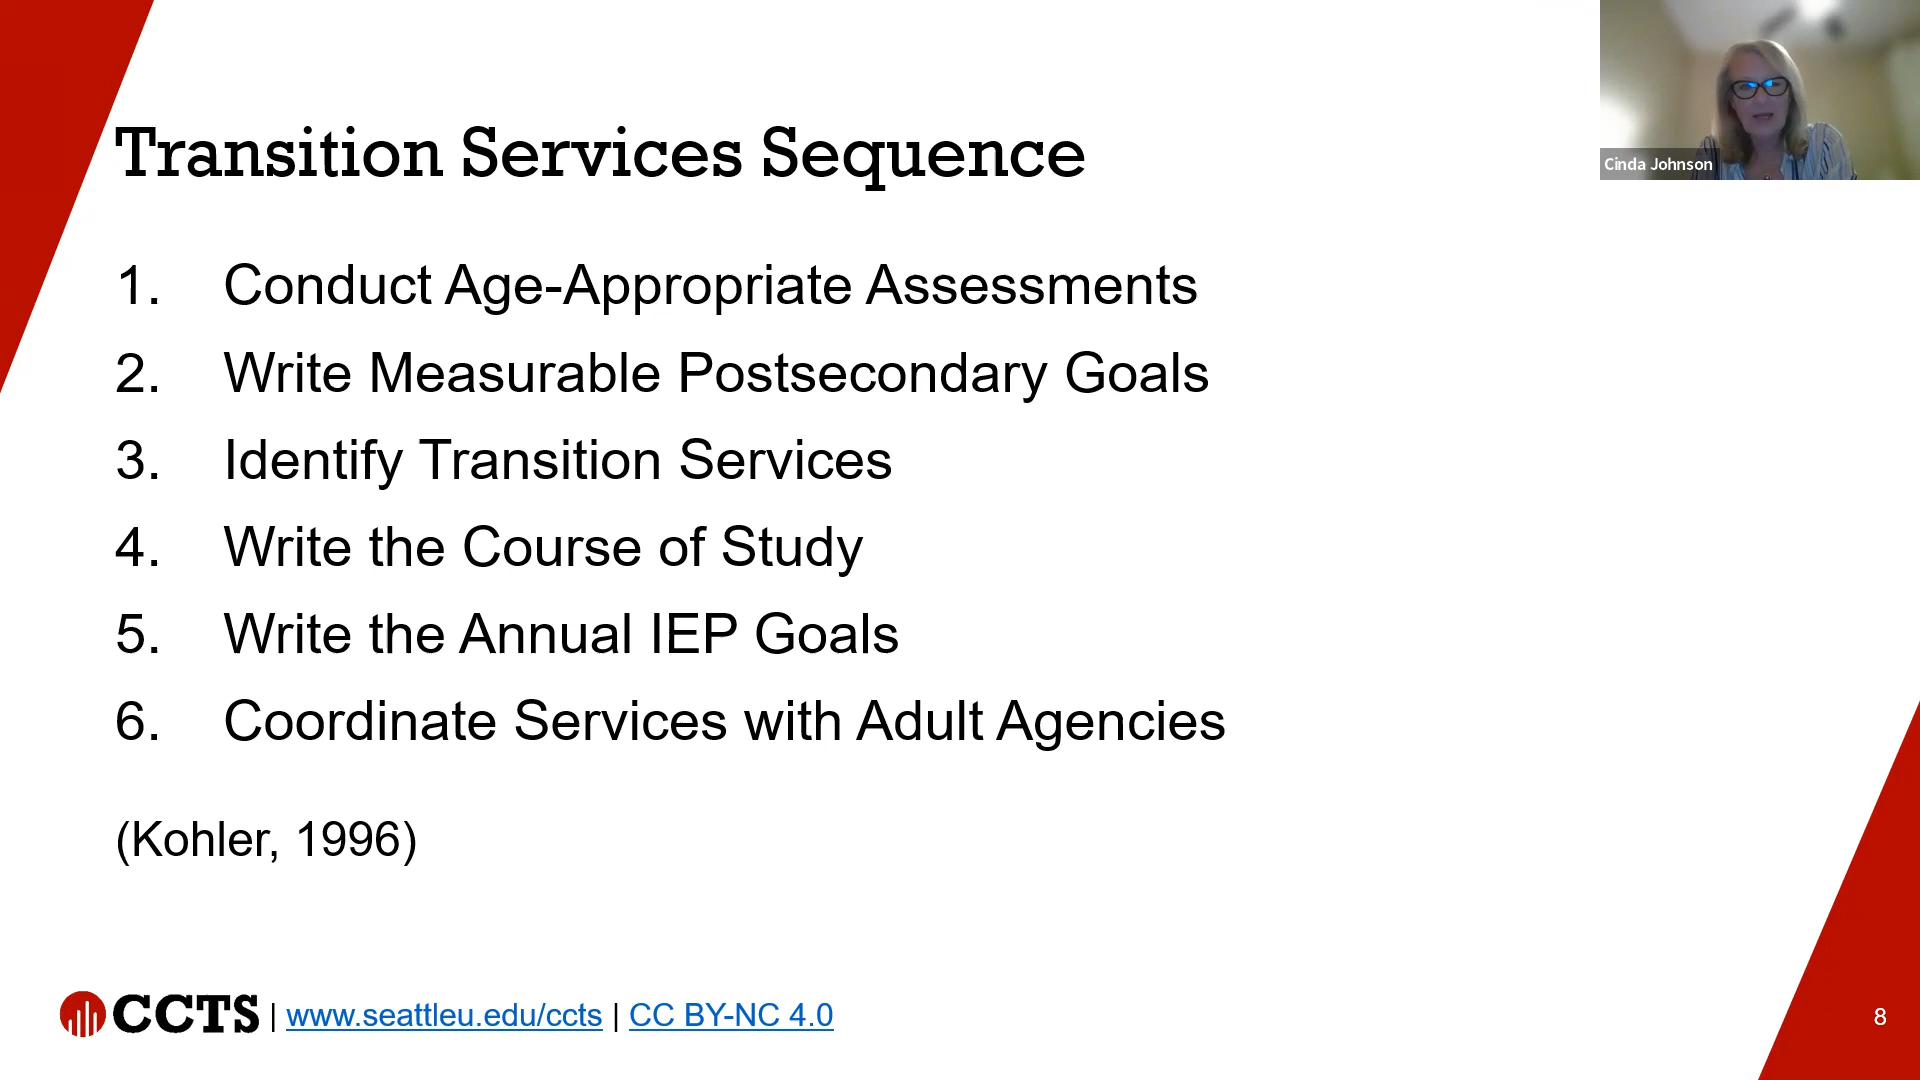 Cinda Johnson
Transition Services Sequence
1. Conduct Age-Appropriate Assessments
2. Write Measurable Postsecondary Goals
3. Identify Transition Services
4. Write the Course of Study
5. Write the Annual IEP Goals
6. Coordinate Services with Adult Agencies
(Kohler, 1996)
CCTS | www.seattleu.edu/ccts | CC BY-NC 4.0
8